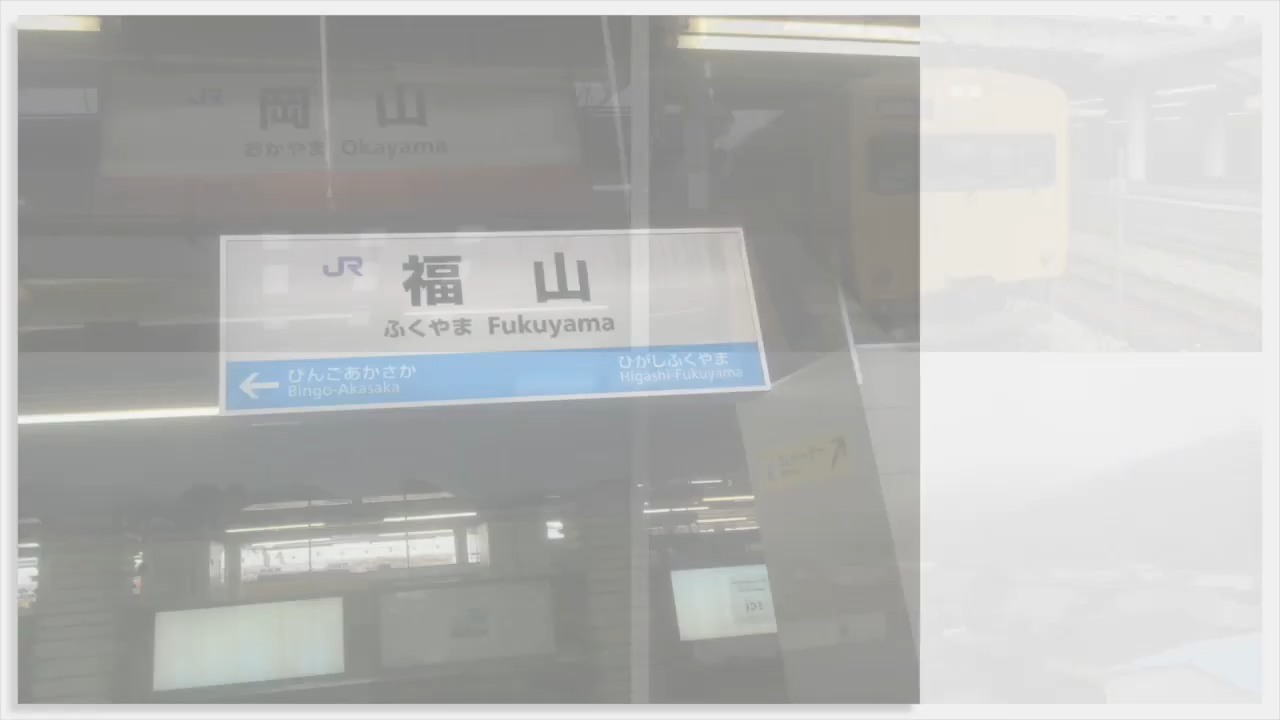 JR 岡山
おかやま Okayama
JR 福山
ふくやま Fukuyama
← びんごあかさか ひがしふくやま
Bingo-Akasaka Higashi-Fukuyama